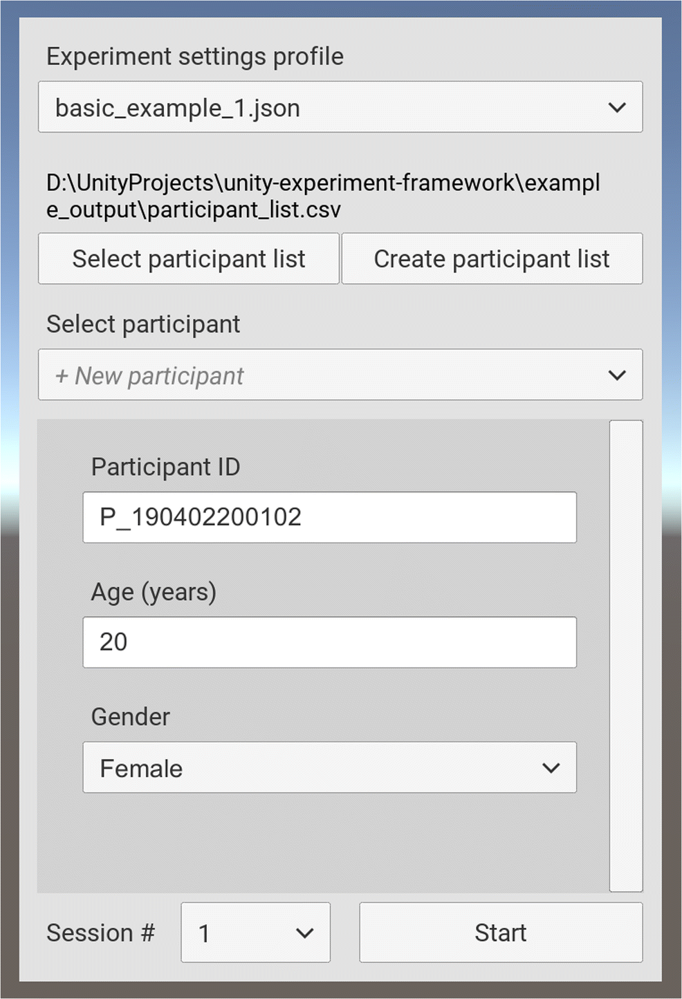 Experiment settings profile
basic_example_1.json
D:\UnityProjects\unity-experiment-framework\exampl
e_output\participant_list.csv
Select participant list
Create participant list
Select participant
+ New participant
Participant ID
P_190402200102
Age (years)
20
Gender
Female
Session #
1
Start